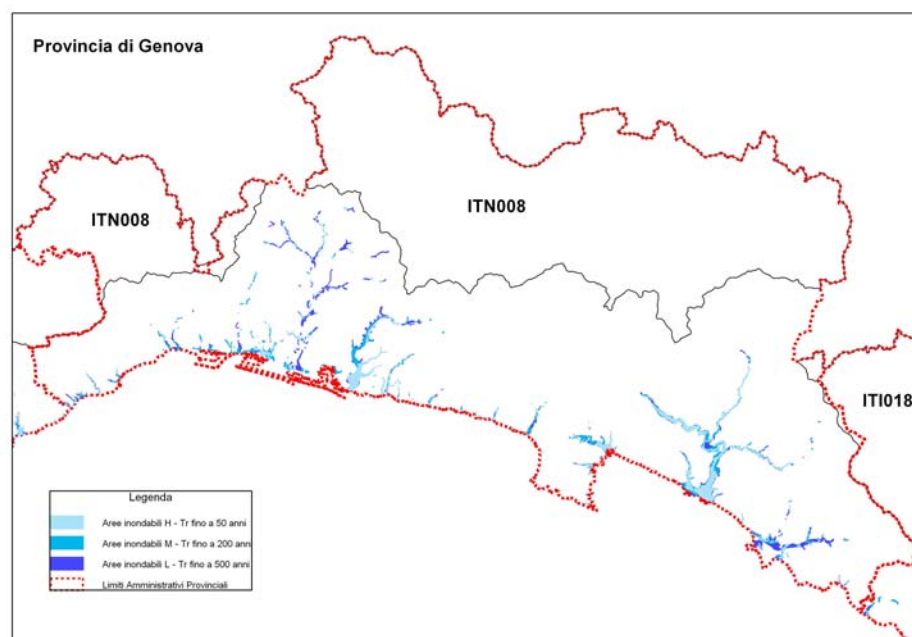 Provincia di Genova
ITN008
ITN008
ITI018
Legenda
Aree inondabili H - Tr fino a 50 anni
Aree inondabili M - Tr fino a 200 anni
Aree inondabili L - Tr fino a 500 anni
Limiti Amministrativi Provinciali